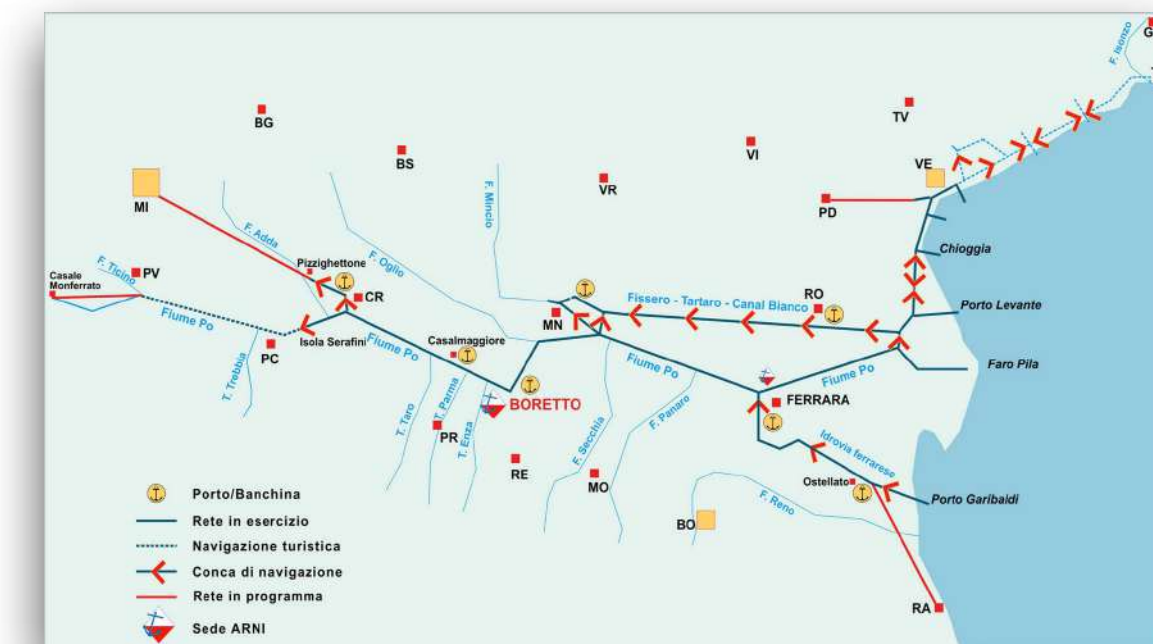 G
F. Isonzo
TV
BG
VI
BS
VE
VR
MI
F. Mincio
PD
F. Adda
F. Oglio
Chioggia
Pizzighettone
PV
F. Ticino
Casale
Monferrato
CR
RO
Fissero - Tartaro - Canal Bianco
Porto Levante
MN
Fiume Po
Isola Serafini
PC
Fiume Po
Casalmaggiore
Fiume Po
Fiume Po
Faro Pila
T. Trebbia
T. Taro
T. Parma
T. Enza
BORETTO
FERRARA
F. Secchia
F. Panaro
PR
RE
MO
Idrovia ferrarese
Ostellato
Porto Garibaldi
F. Reno
BO
RA
Porto/Banchina
Rete in esercizio
Navigazione turistica
Conca di navigazione
Rete in programma
Sede ARNI